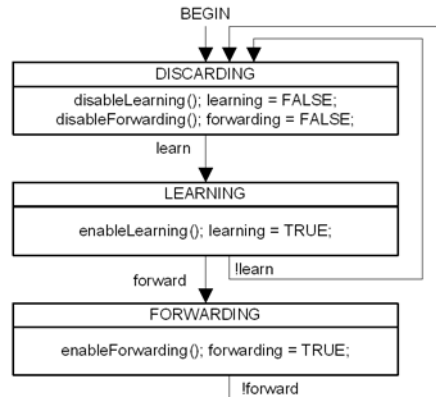 BEGIN
DISCARDING
disableLearning(); learning = FALSE;
disableForwarding(); forwarding = FALSE;
learn
LEARNING
enableLearning(); learning = TRUE;
!learn
forward
FORWARDING
enableForwarding(); forwarding = TRUE;
!forward